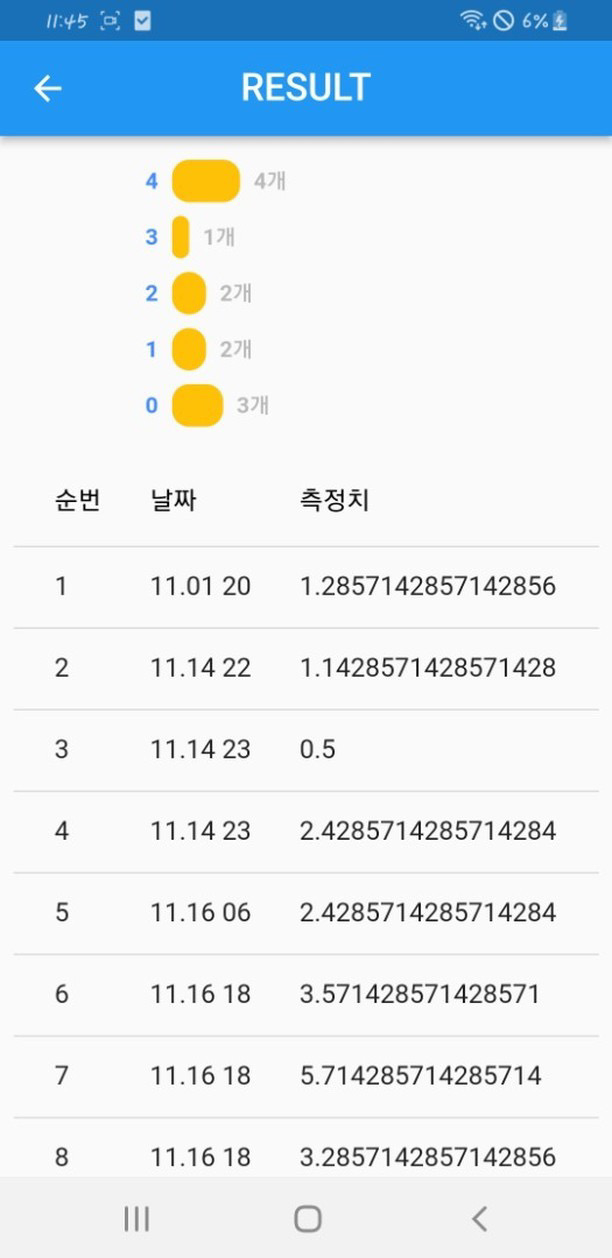 11:45 6%
RESULT
4 4개
3 1개
2 2개
1 2개
0 3개
순번 날짜 측정치
1 11.01 20 1.2857142857142856
2 11.14 22 1.1428571428571428
3 11.14 23 0.5
4 11.14 23 2.4285714285714284
5 11.16 06 2.4285714285714284
6 11.16 18 3.571428571428571
7 11.16 18 5.714285714285714
8 11.16 18 3.2857142857142856